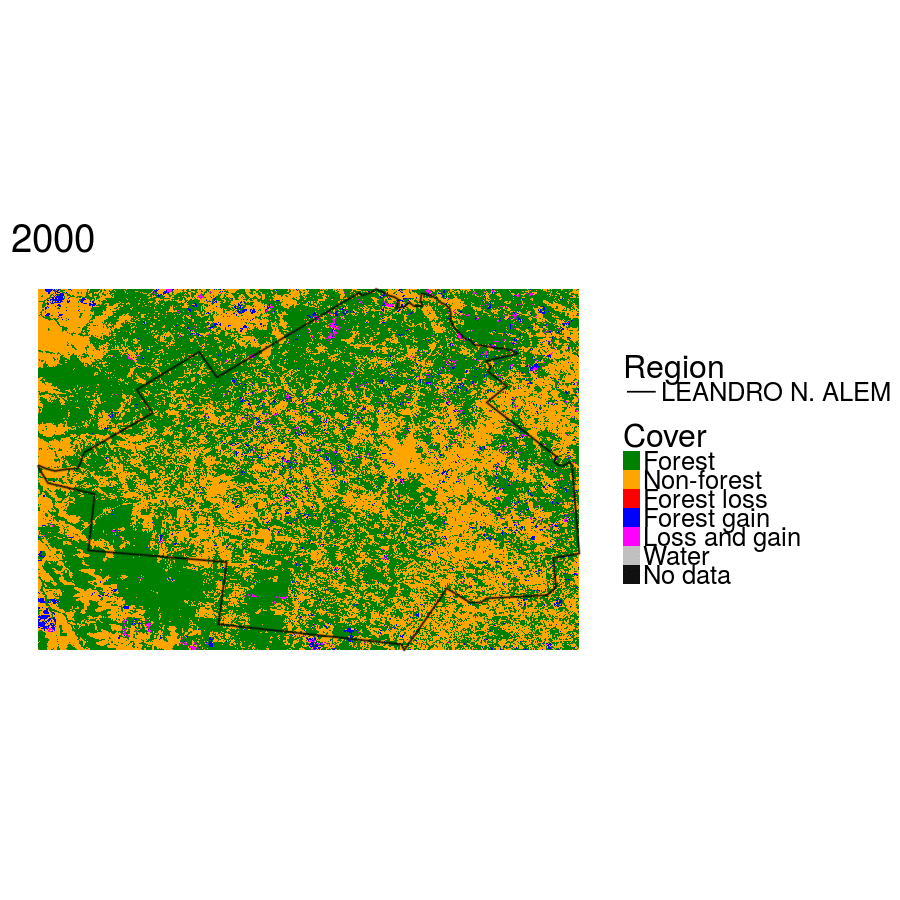 2000
Region
LEANDRO N. ALEM
Cover
Forest
Non-forest
Forest loss
Forest gain
Loss and gain
Water
No data